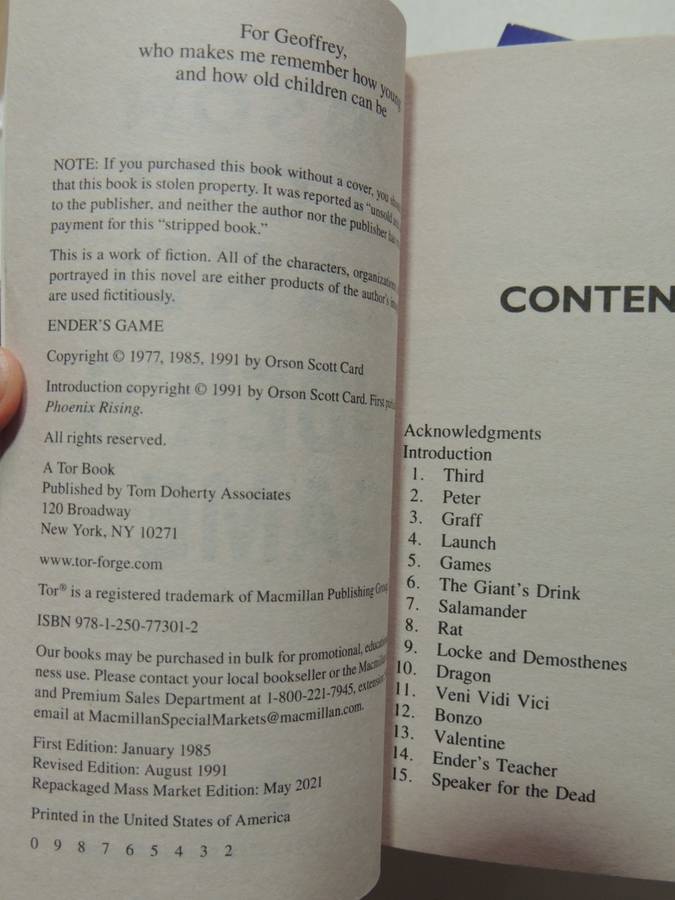 For Geoffrey,
who makes me remember how young
and how old children can be
NOTE: If you purchased this book without a cover, you
that this book is stolen property. It was reported as “unsold
to the publisher, and neither the author nor the publisher
payment for this “stripped book.”
This is a work of fiction. All of the characters, organizations
portrayed in this novel are either products of the author’s
are used fictitiously.
ENDER’S GAME
Copyright © 1977, 1985, 1991 by Orson Scott Card
Introduction copyright © 1991 by Orson Scott Card. First
Phoenix Rising.
All rights reserved.
A Tor Book
Published by Tom Doherty Associates
120 Broadway
New York, NY 10271
www.tor-forge.com
Tor® is a registered trademark of Macmillan Publishing Group
ISBN 978-1-250-77301-2
Our books may be purchased in bulk for promotional,
ness use. Please contact your local bookseller or the Macmillan
and Premium Sales Department at 1-800-221-7945, extension
email at MacmillanSpecialMarkets@macmillan.com.
First Edition: January 1985
Revised Edition: August 1991
Repackaged Mass Market Edition: May 2021
Printed in the United States of America
0 9 8 7 6 5 4 3 2
CONTEN
Acknowledgments
Introduction
1. Third
2. Peter
3. Graff
4. Launch
5. Games
6. The Giant’s Drink
7. Salamander
8. Rat
9. Locke and Demosthenes
10. Dragon
11. Veni Vidi Vici
12. Bonzo
13. Valentine
14. Ender’s Teacher
15. Speaker for the Dead